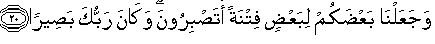 وَجَعَلْنَا بَعْضَكُمْ لِبَعْضٍ فِتْنَةً أَتَصْبِرُونَ ۗ وَكَانَ رَبُّكَ بَصِيرًا ﴿٢٠﴾